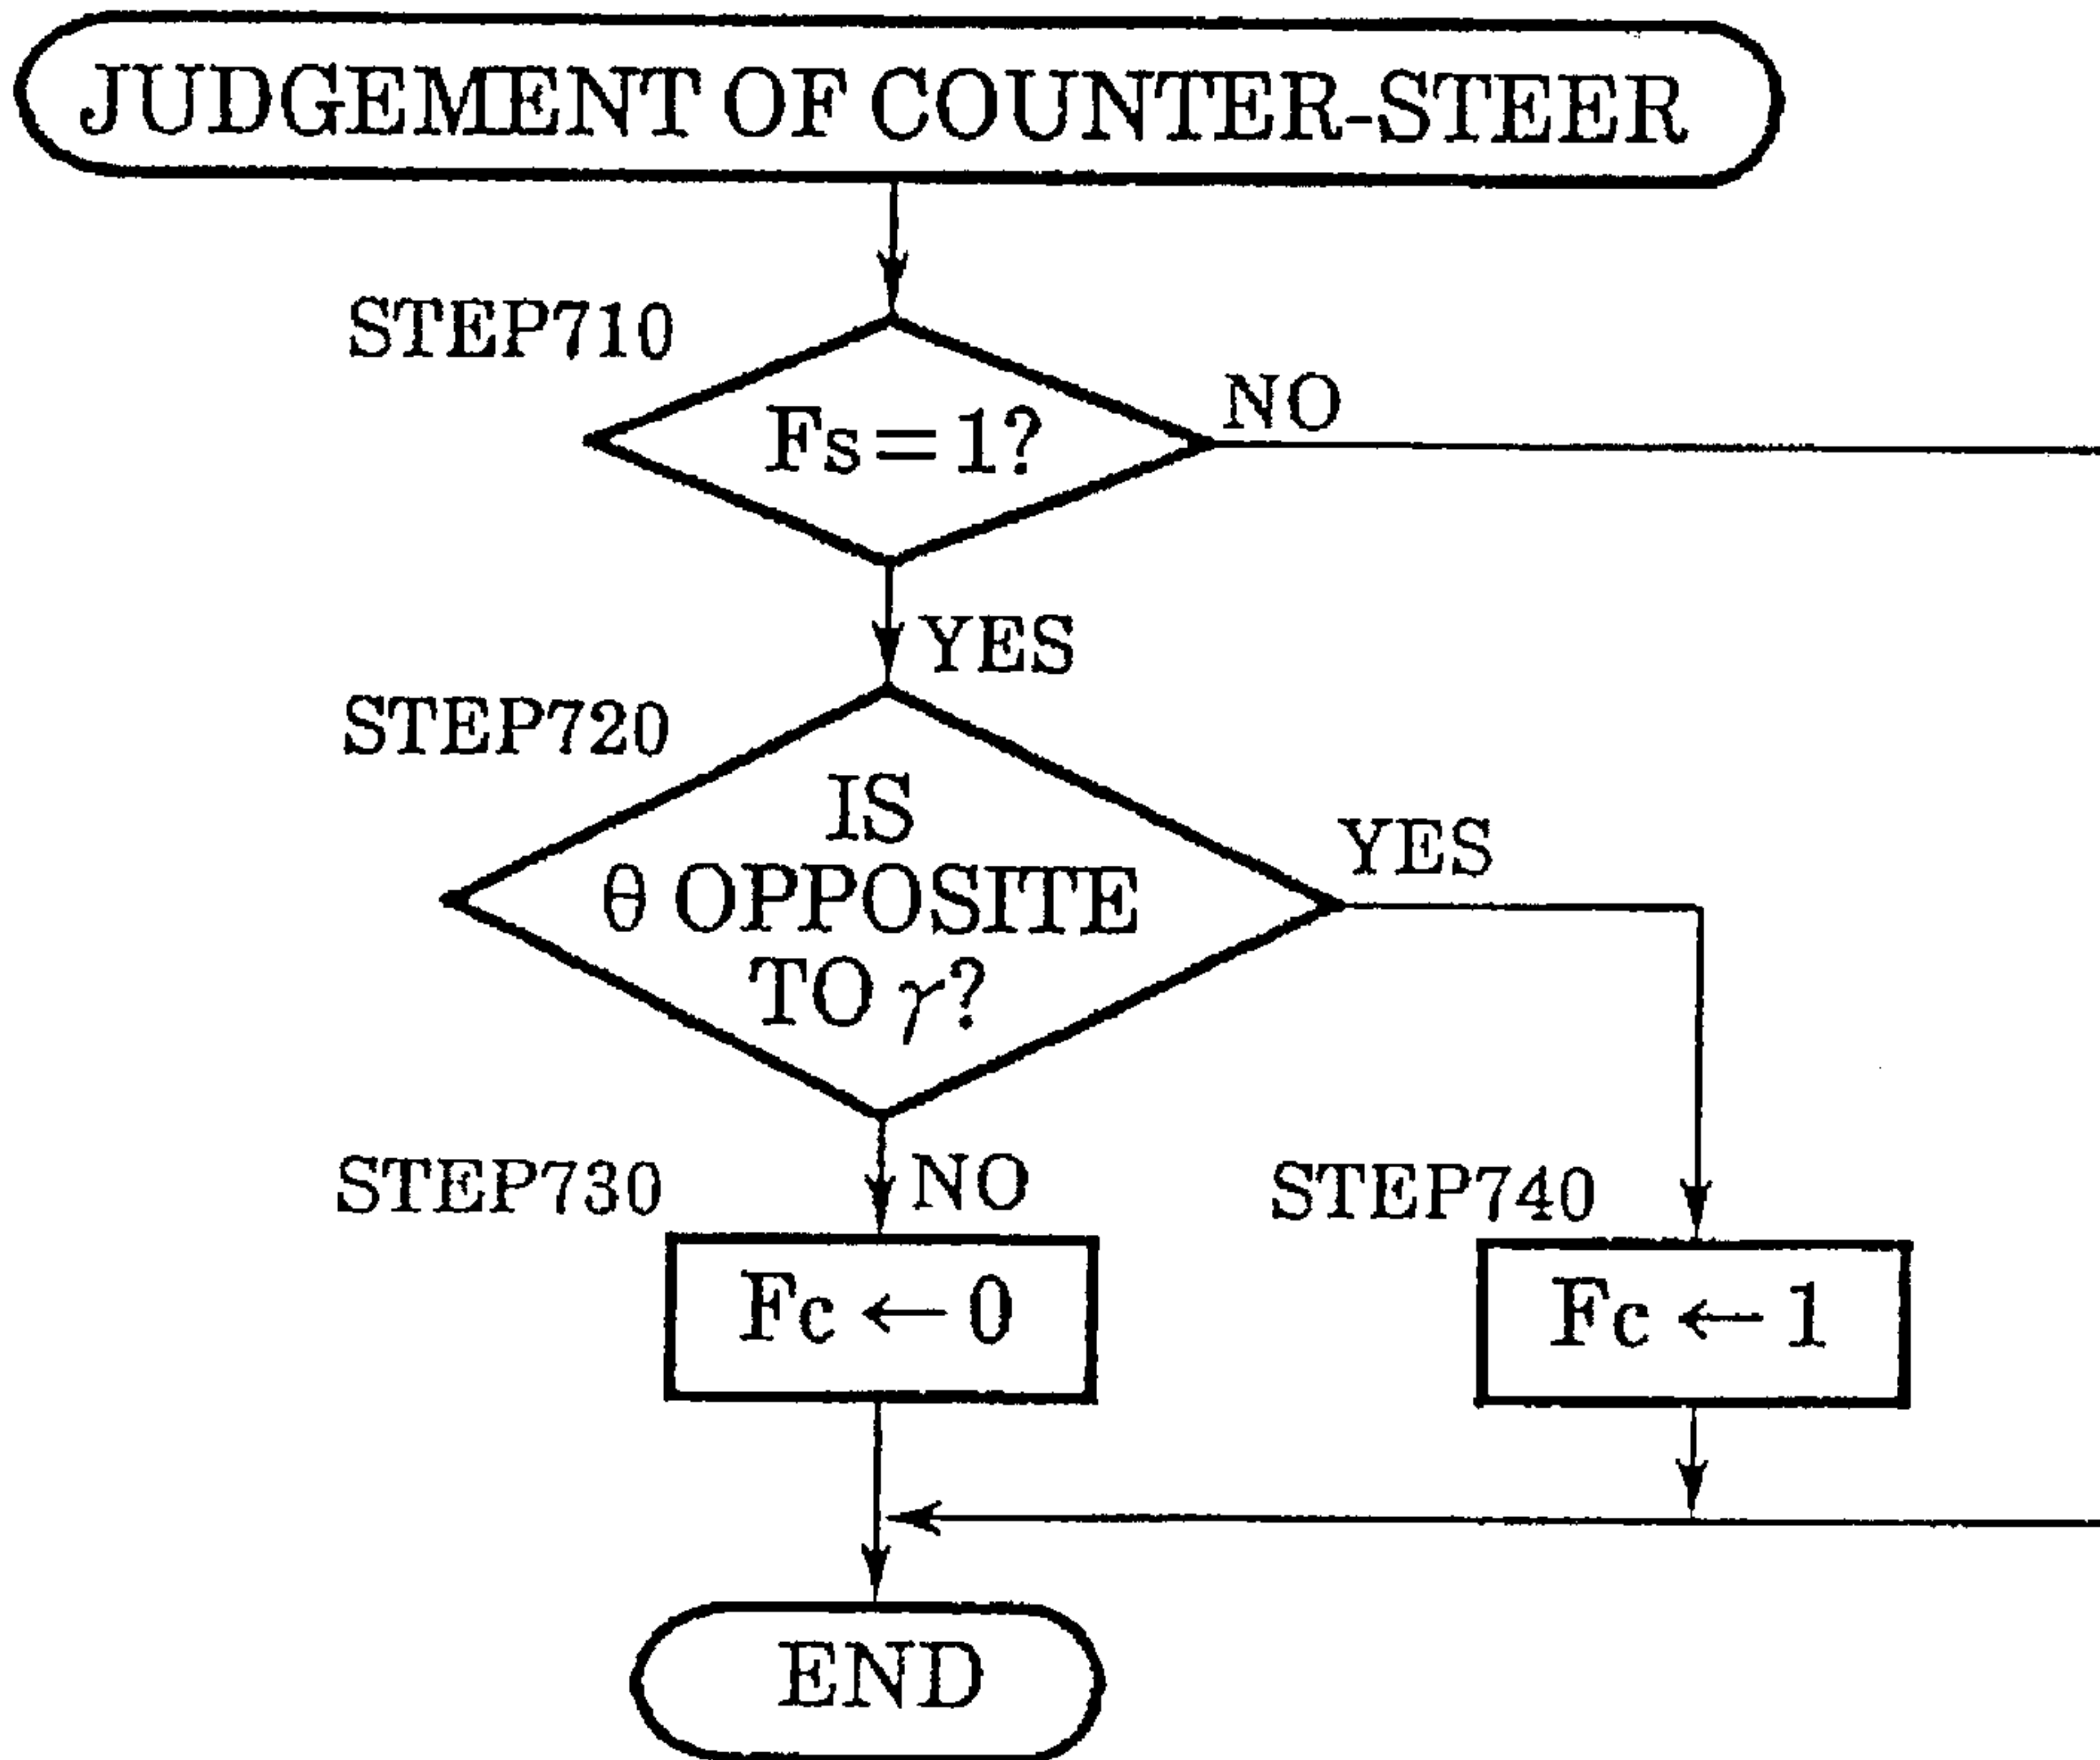 JUDGEMENT OF COUNTER-STEER
STEP710
Fs=1?
NO
YES
STEP720
IS
θ OPPOSITE
TO γ?
YES
STEP730
NO
STEP740
Fc ← 0
Fc ← 1
END